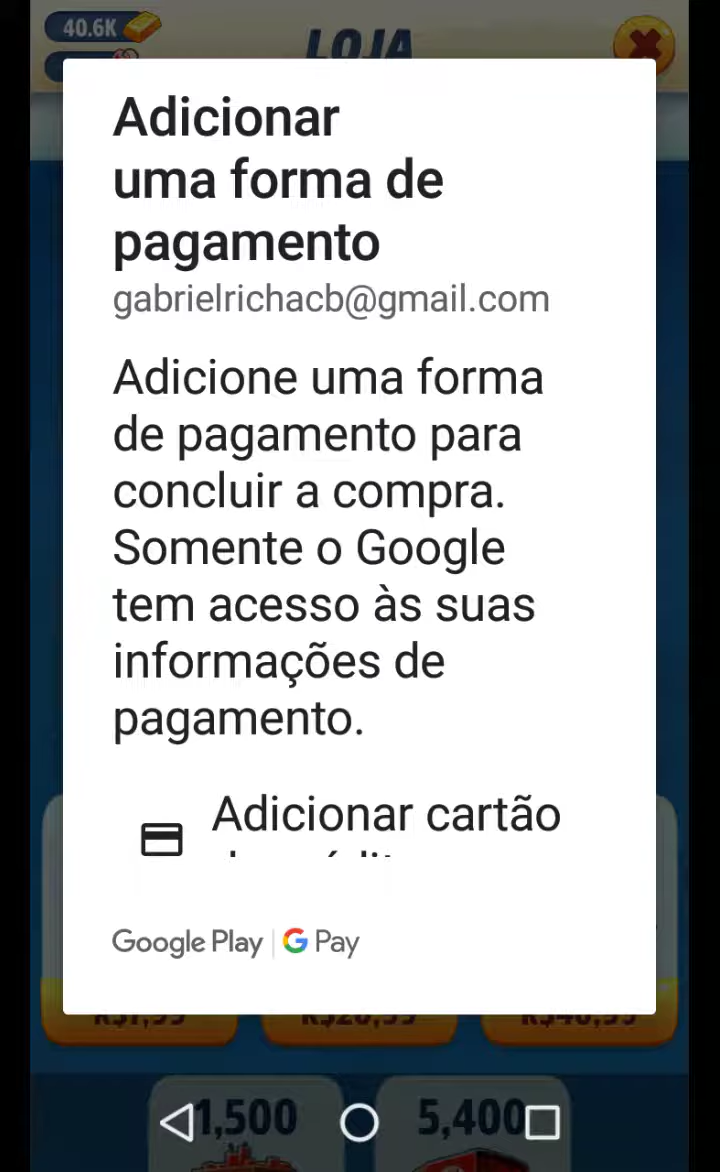 40.6K
LOJA
Adicionar
uma forma de
pagamento
gabrielrichacb@gmail.com
Adicione uma forma
de pagamento para
concluir a compra.
Somente o Google
tem acesso às suas
informações de
pagamento.
Adicionar cartão
Google Play | G Pay
1,500
5,400